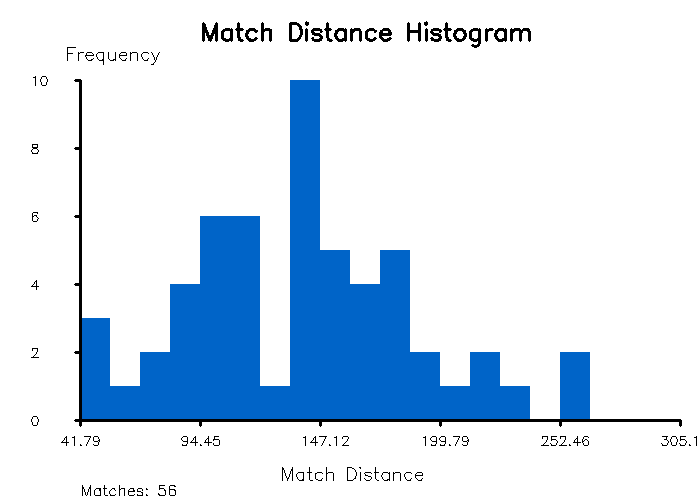 Match Distance Histogram
Frequency
10
8
6
4
2
0
41.79 94.45 147.12 199.79 252.46 305.1
Match Distance
Matches: 56